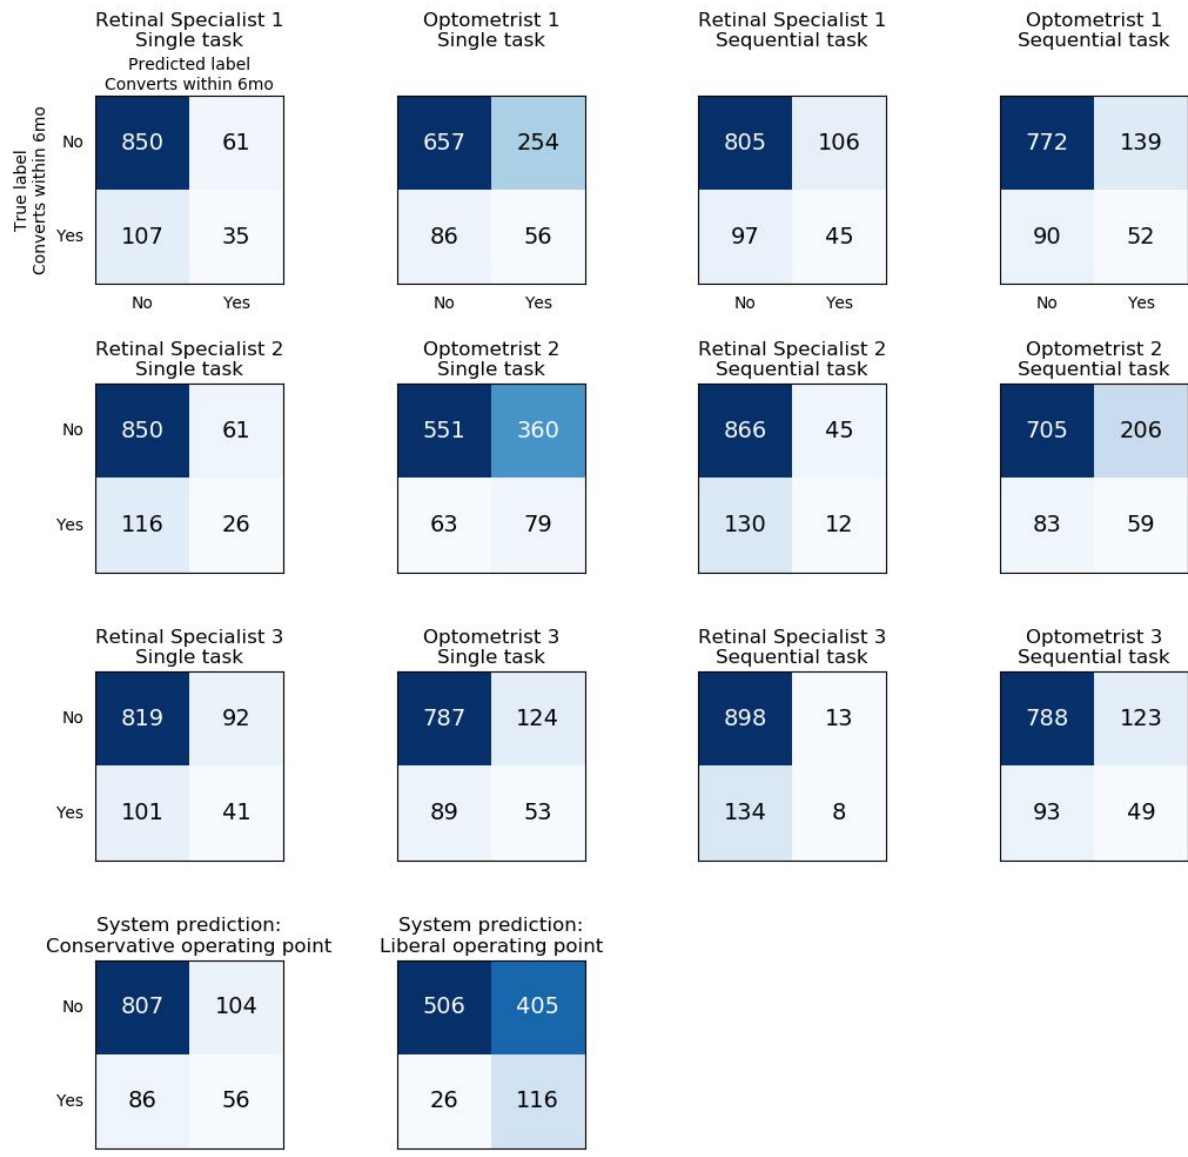 Retinal Specialist 1
Single task
Optometrist 1
Single task
Retinal Specialist 1
Sequential task
Optometrist 1
Sequential task
Predicted label
Converts within 6mo
True label
Converts within 6mo
No 850 61 657 254 805 106 772 139
Yes 107 35 86 56 97 45 90 52
No Yes No Yes No Yes No Yes
Retinal Specialist 2
Single task
Optometrist 2
Single task
Retinal Specialist 2
Sequential task
Optometrist 2
Sequential task
No 850 61 551 360 866 45 705 206
Yes 116 26 63 79 130 12 83 59
Retinal Specialist 3
Single task
Optometrist 3
Single task
Retinal Specialist 3
Sequential task
Optometrist 3
Sequential task
No 819 92 787 124 898 13 788 123
Yes 101 41 89 53 134 8 93 49
System prediction:
Conservative operating point
System prediction:
Liberal operating point
No 807 104 506 405
Yes 86 56 26 116